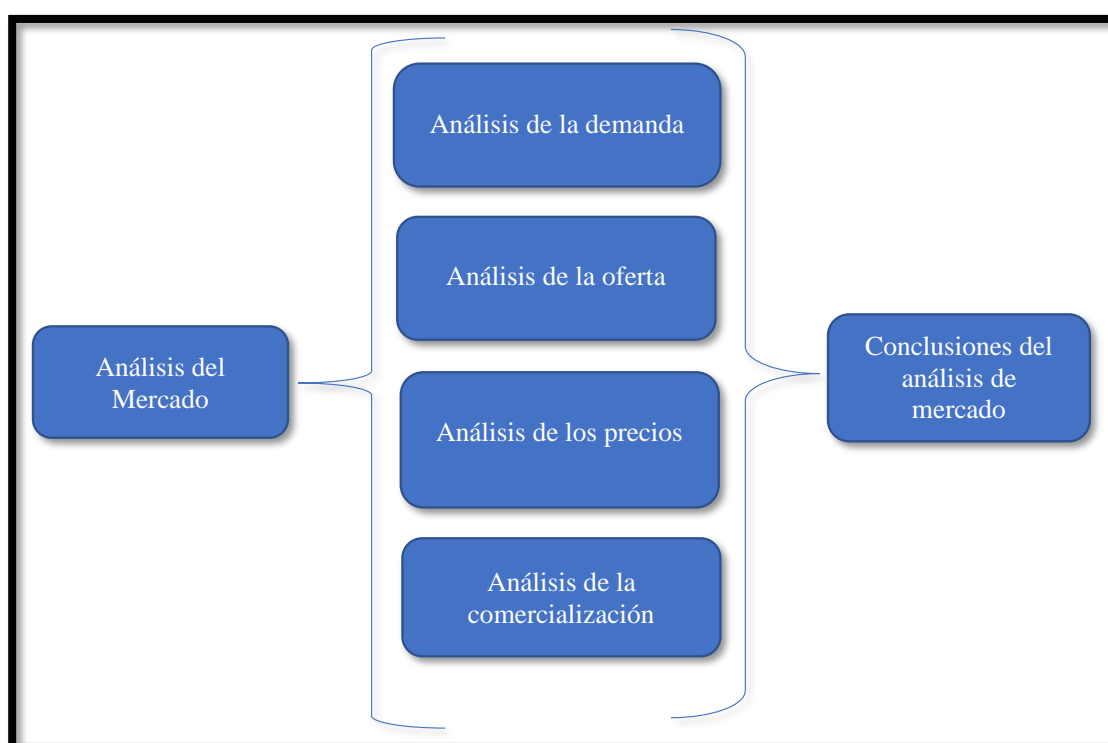 Análisis del
Mercado
Análisis de la demanda
Análisis de la oferta
Análisis de los precios
Análisis de la
comercialización
Conclusiones del
análisis de
mercado